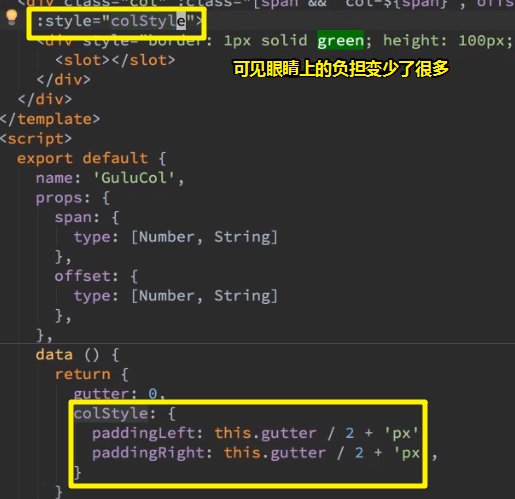 <div class="col" :class="[span && `col-${span}`, offs
:style="colStyle">
<div style="border: 1px solid green; height: 100px;
可见眼睛上的负担变少了很多
<slot></slot>
</div>
</div>
</template>
<script>
export default {
name: 'GuluCol',
props: {
span: {
type: [Number, String]
},
offset: {
type: [Number, String]
},
},
data () {
return {
gutter: 0,
colStyle: {
paddingLeft: this.gutter / 2 + 'px'
paddingRight: this.gutter / 2 + 'px ,
}
}